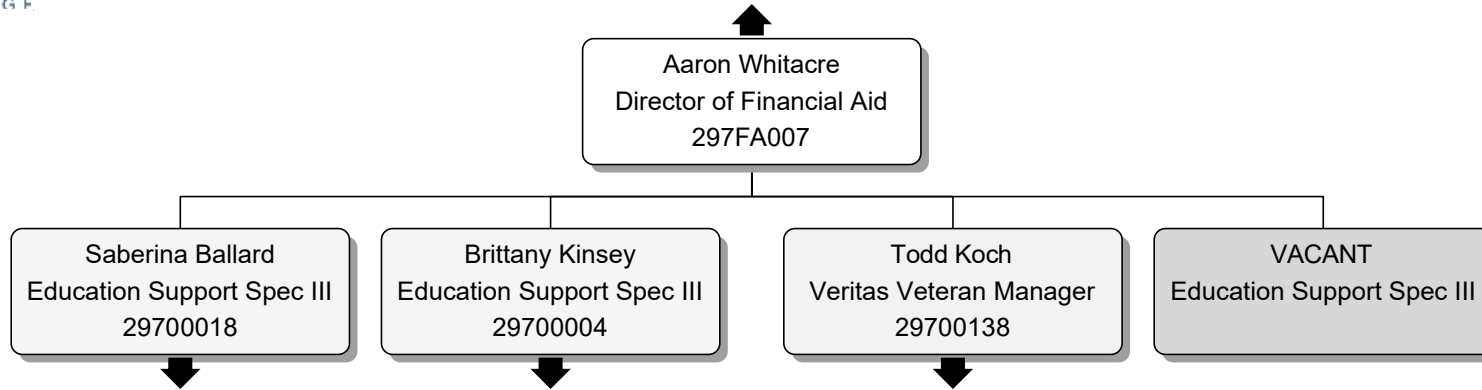 Aaron Whitacre
Director of Financial Aid
297FA007
Saberina Ballard
Education Support Spec III
29700018
Brittany Kinsey
Education Support Spec III
29700004
Todd Koch
Veritas Veteran Manager
29700138
VACANT
Education Support Spec III